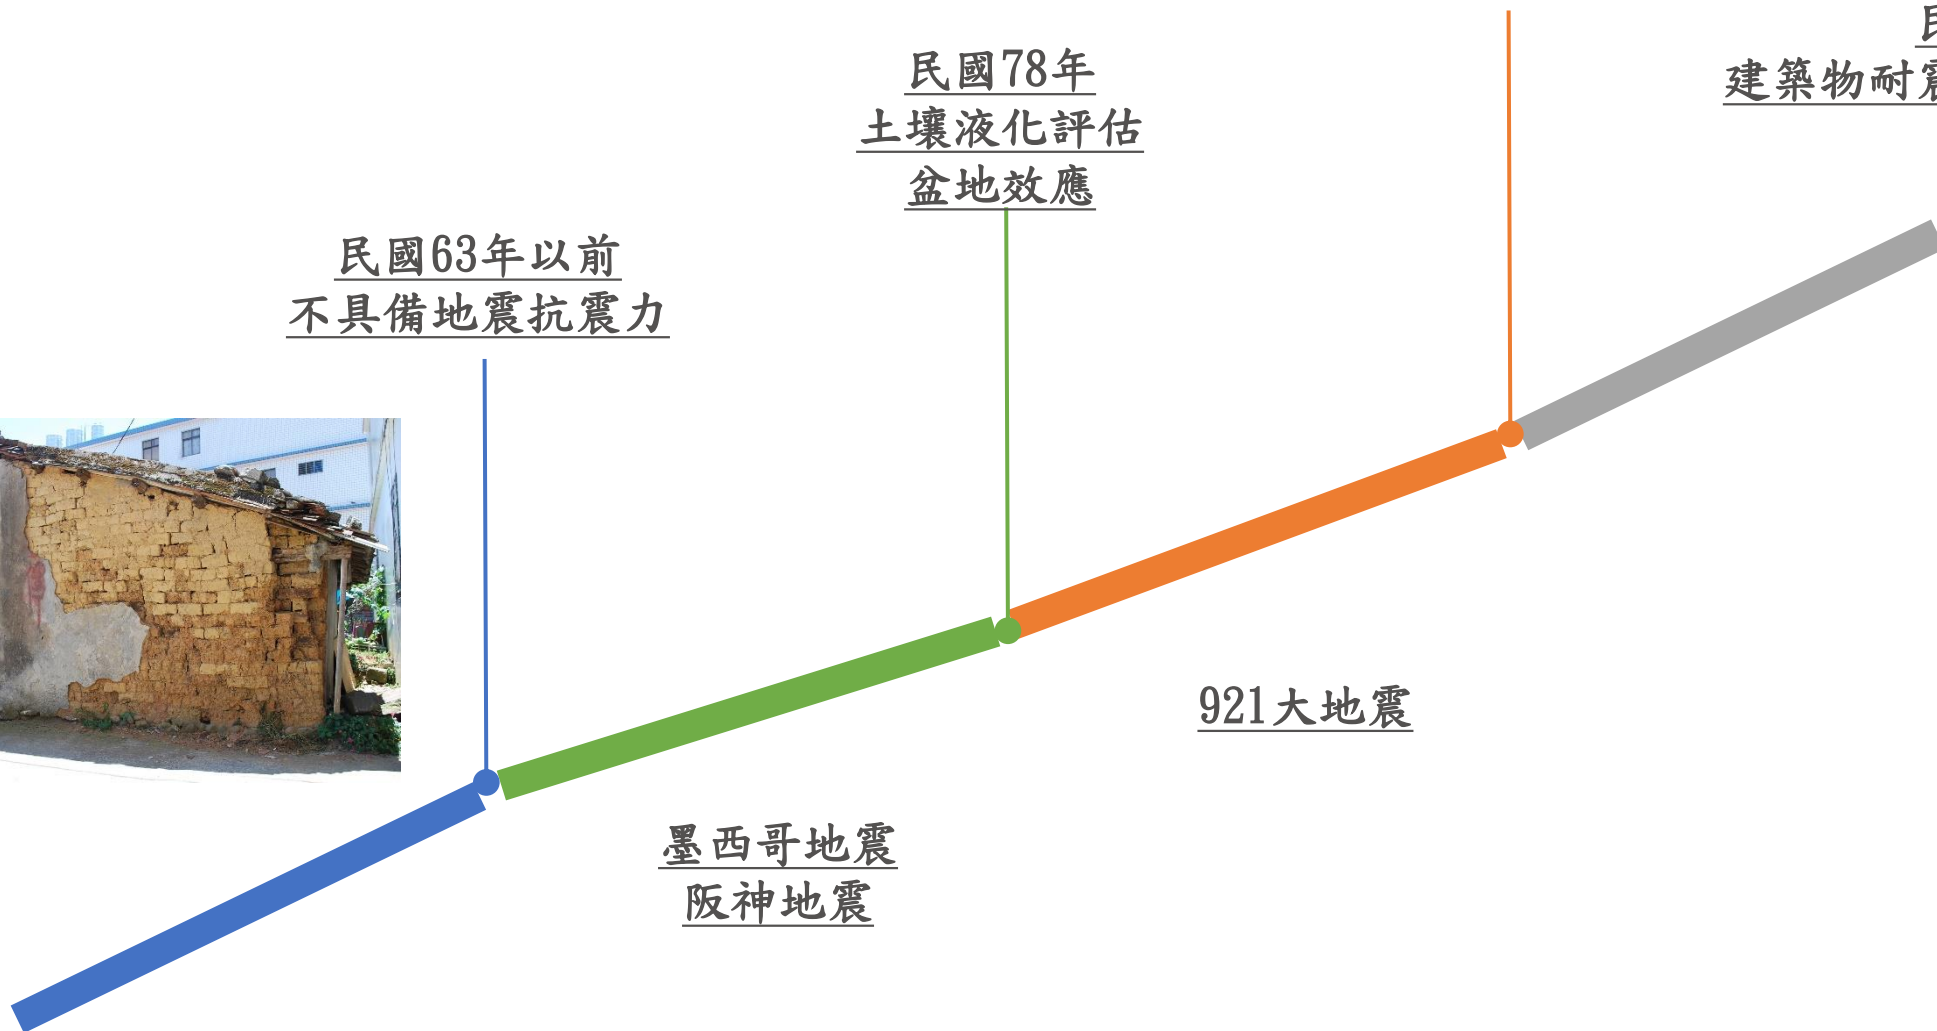 民國78年
土壤液化評估
盆地效應
建築物耐震
民國63年以前
不具備地震抗震力
921大地震
墨西哥地震
阪神地震